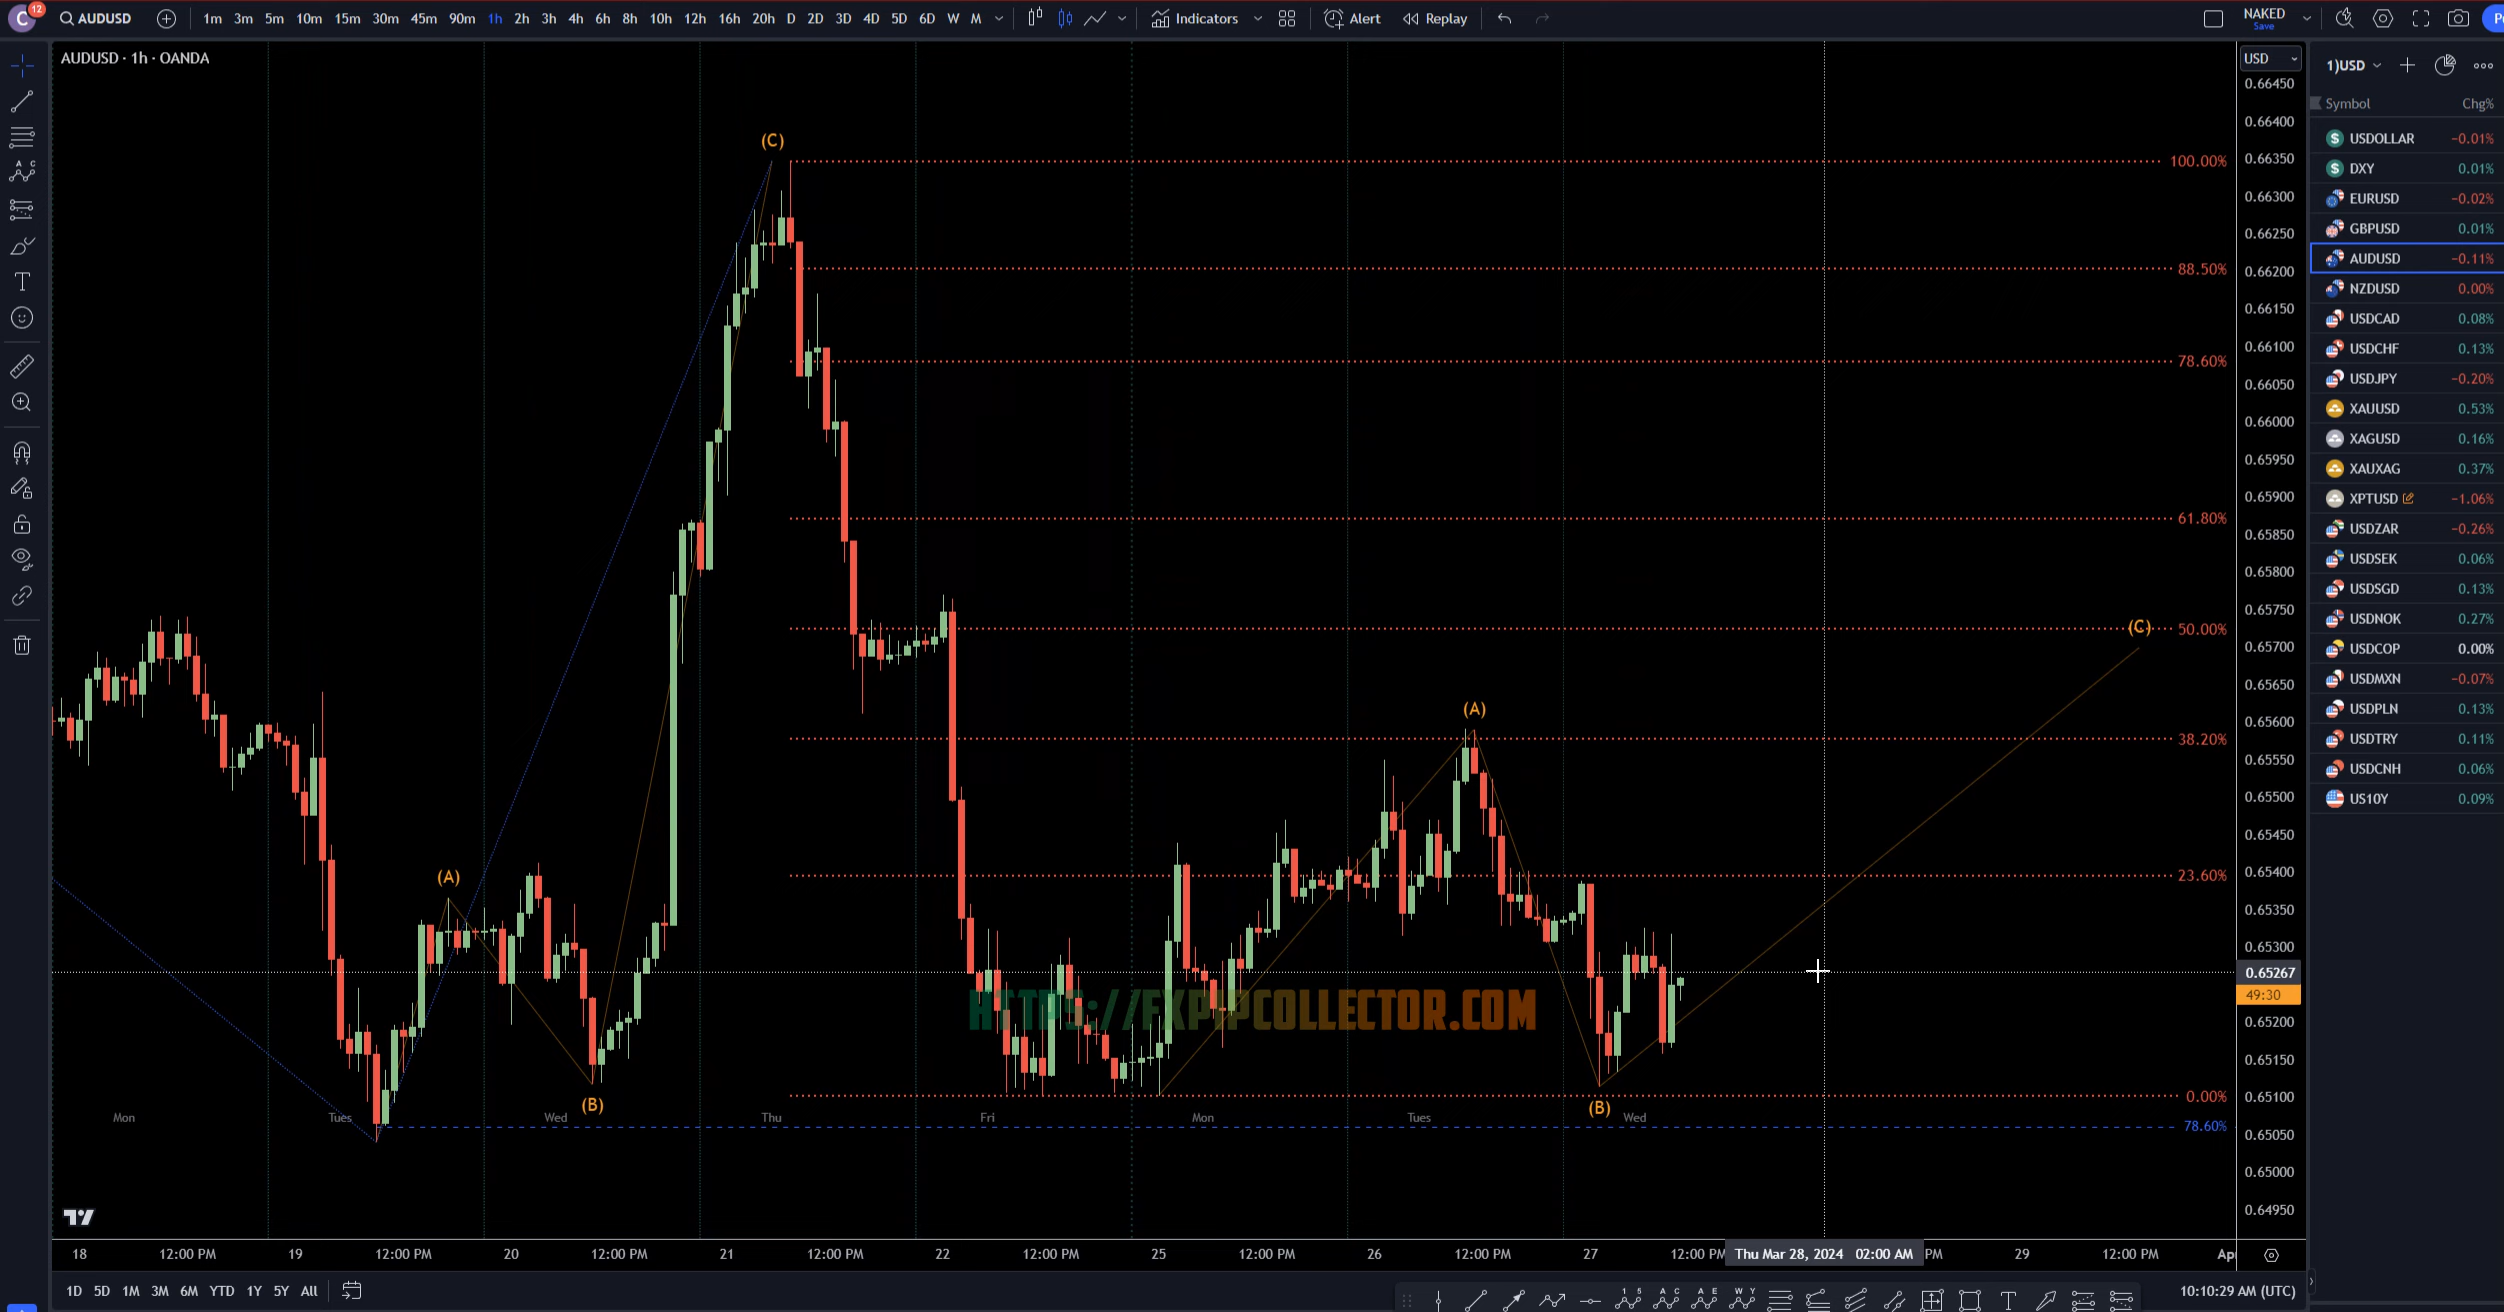 C 12 AUDUSD 1m 3m 5m 10m 15m 30m 45m 90m 1h 2h 3h 4h 6h 8h 10h 12h 16h 20h D 2D 3D 4D 5D 6D W M Indicators Alert Replay NAKED
Save
AUDUSD · 1h · OANDA
USD
1)USD
Symbol Chg%
USDOLLAR −0.01%
DXY 0.01%
EURUSD −0.02%
GBPUSD 0.01%
AUDUSD −0.11%
NZDUSD 0.00%
USDCAD 0.08%
USDCHF 0.13%
USDJPY −0.20%
XAUUSD 0.53%
XAGUSD 0.16%
XAUXAG 0.37%
XPTUSD −1.06%
USDZAR −0.26%
USDSEK 0.06%
USDSGD 0.13%
USDNOK 0.27%
USDCOP 0.00%
USDMXN −0.07%
USDPLN 0.13%
USDTRY 0.11%
USDCNH 0.06%
US10Y 0.09%
0.66450
0.66400
0.66350
0.66300
0.66250
0.66200
0.66150
0.66100
0.66050
0.66000
0.65950
0.65900
0.65850
0.65800
0.65750
0.65700
0.65650
0.65600
0.65550
0.65500
0.65450
0.65400
0.65350
0.65300
0.65267
49:30
0.65200
0.65150
0.65100
0.65050
0.65000
0.64950
(C)
100.00%
88.50%
78.60%
61.80%
(C) 50.00%
(A)
38.20%
(A)
23.60%
HTTPS://FXPIPCOLLECTOR.COM
0.00%
(B)
(B)
Mon Tues Wed Thu Fri Mon Tues Wed
78.60%
18 12:00 PM 19 12:00 PM 20 12:00 PM 21 12:00 PM 22 12:00 PM 25 12:00 PM 26 12:00 PM 27 12:00 PM Thu Mar 28, 2024 02:00 AM PM 29 12:00 PM
1D 5D 1M 3M 6M YTD 1Y 5Y All
10:10:29 AM (UTC)